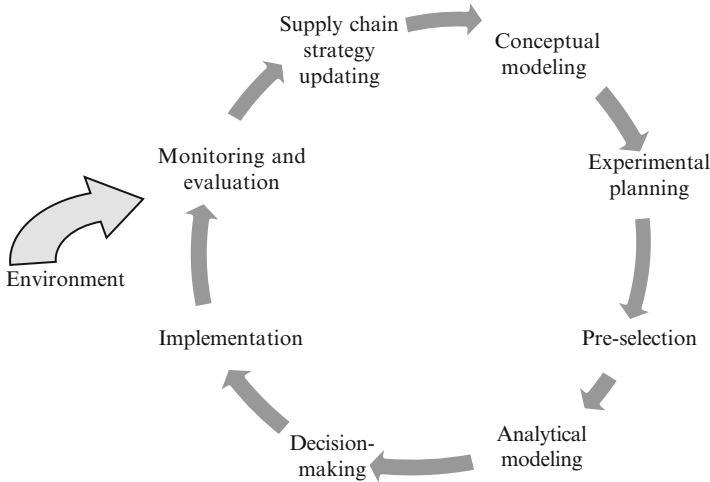 Supply chain
strategy
updating
Conceptual
modeling
Experimental
planning
Pre-selection
Analytical
modeling
Decision-
making
Implementation
Monitoring and
evaluation
Environment